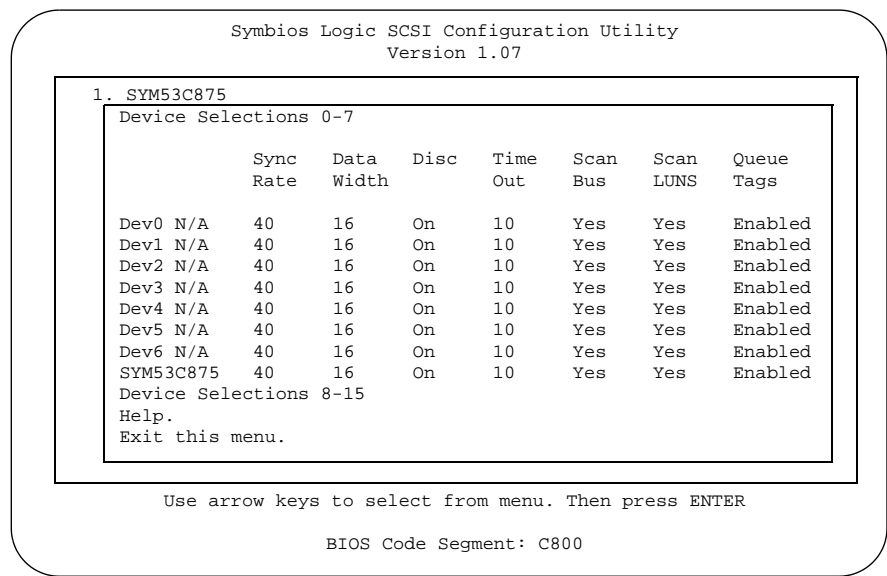 Symbios Logic SCSI Configuration Utility
Version 1.07
1. SYM53C875
Device Selections 0-7
Sync Data Disc Time Scan Scan Queue
Rate Width Out Bus LUNS Tags
Dev0 N/A 40 16 On 10 Yes Yes Enabled
Dev1 N/A 40 16 On 10 Yes Yes Enabled
Dev2 N/A 40 16 On 10 Yes Yes Enabled
Dev3 N/A 40 16 On 10 Yes Yes Enabled
Dev4 N/A 40 16 On 10 Yes Yes Enabled
Dev5 N/A 40 16 On 10 Yes Yes Enabled
Dev6 N/A 40 16 On 10 Yes Yes Enabled
SYM53C875 40 16 On 10 Yes Yes Enabled
Device Selections 8-15
Help.
Exit this menu.
Use arrow keys to select from menu. Then press ENTER
BIOS Code Segment: C800